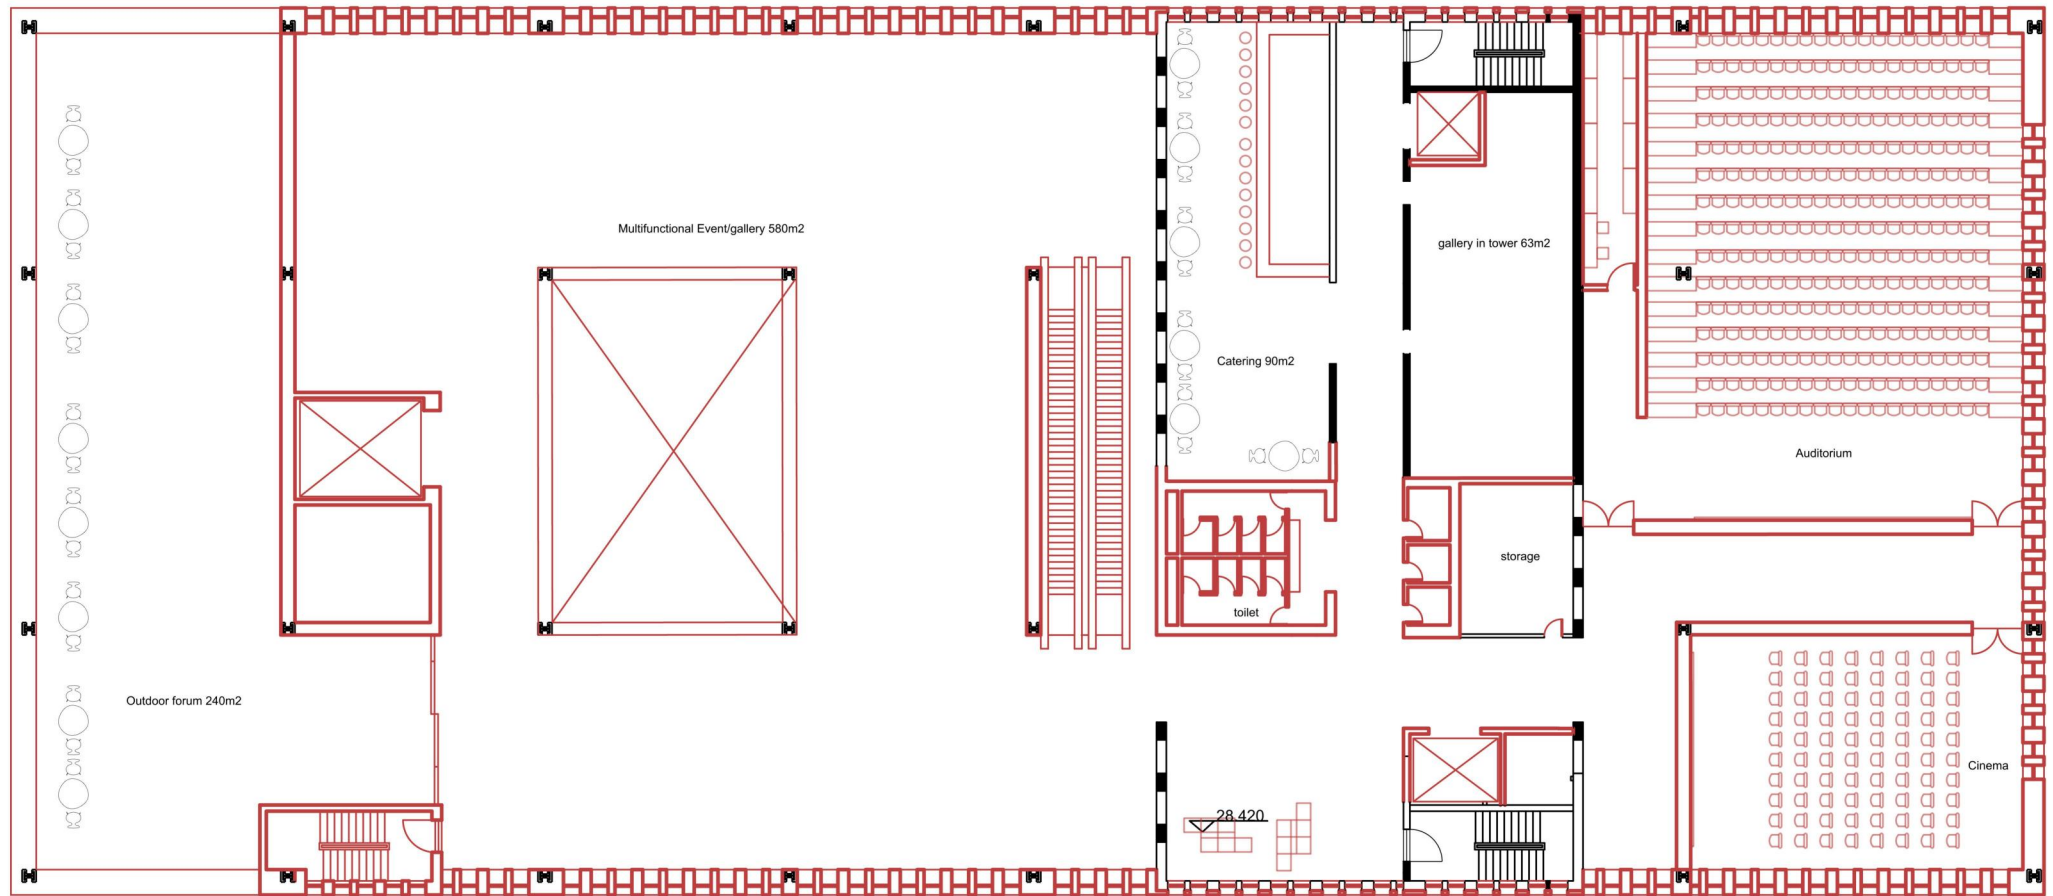 Multifunctional Event/gallery 580m2
gallery in tower 63m2
Catering 90m2
Auditorium
storage
toilet
Outdoor forum 240m2
Cinema
28.420